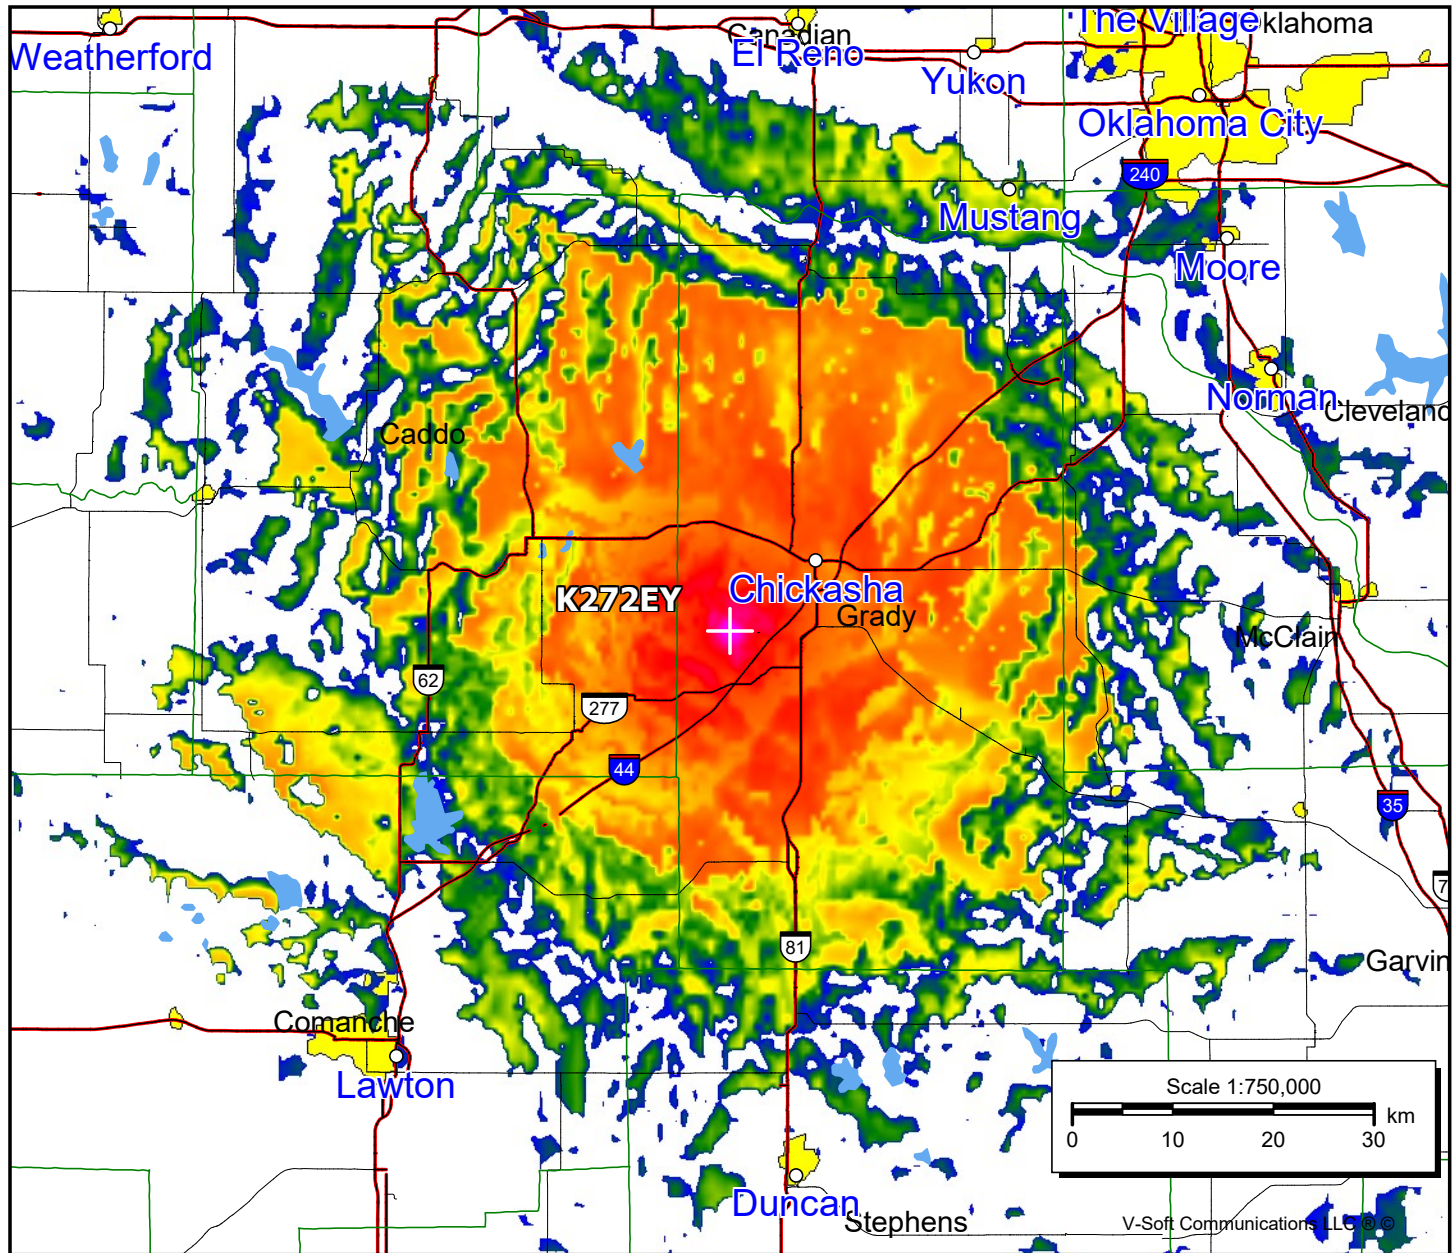 The Village
klahoma
Canadian
El Reno
Weatherford
Yukon
Oklahoma City
240
Mustang
Moore
Norman
Cleveland
Caddo
K272EY
Chickasha
Grady
McClain
62
277
44
35
7
81
Garvin
Comanche
Lawton
Scale 1:750,000
km
0 10 20 30
Duncan
Stephens
V-Soft Communications LLC ® ©